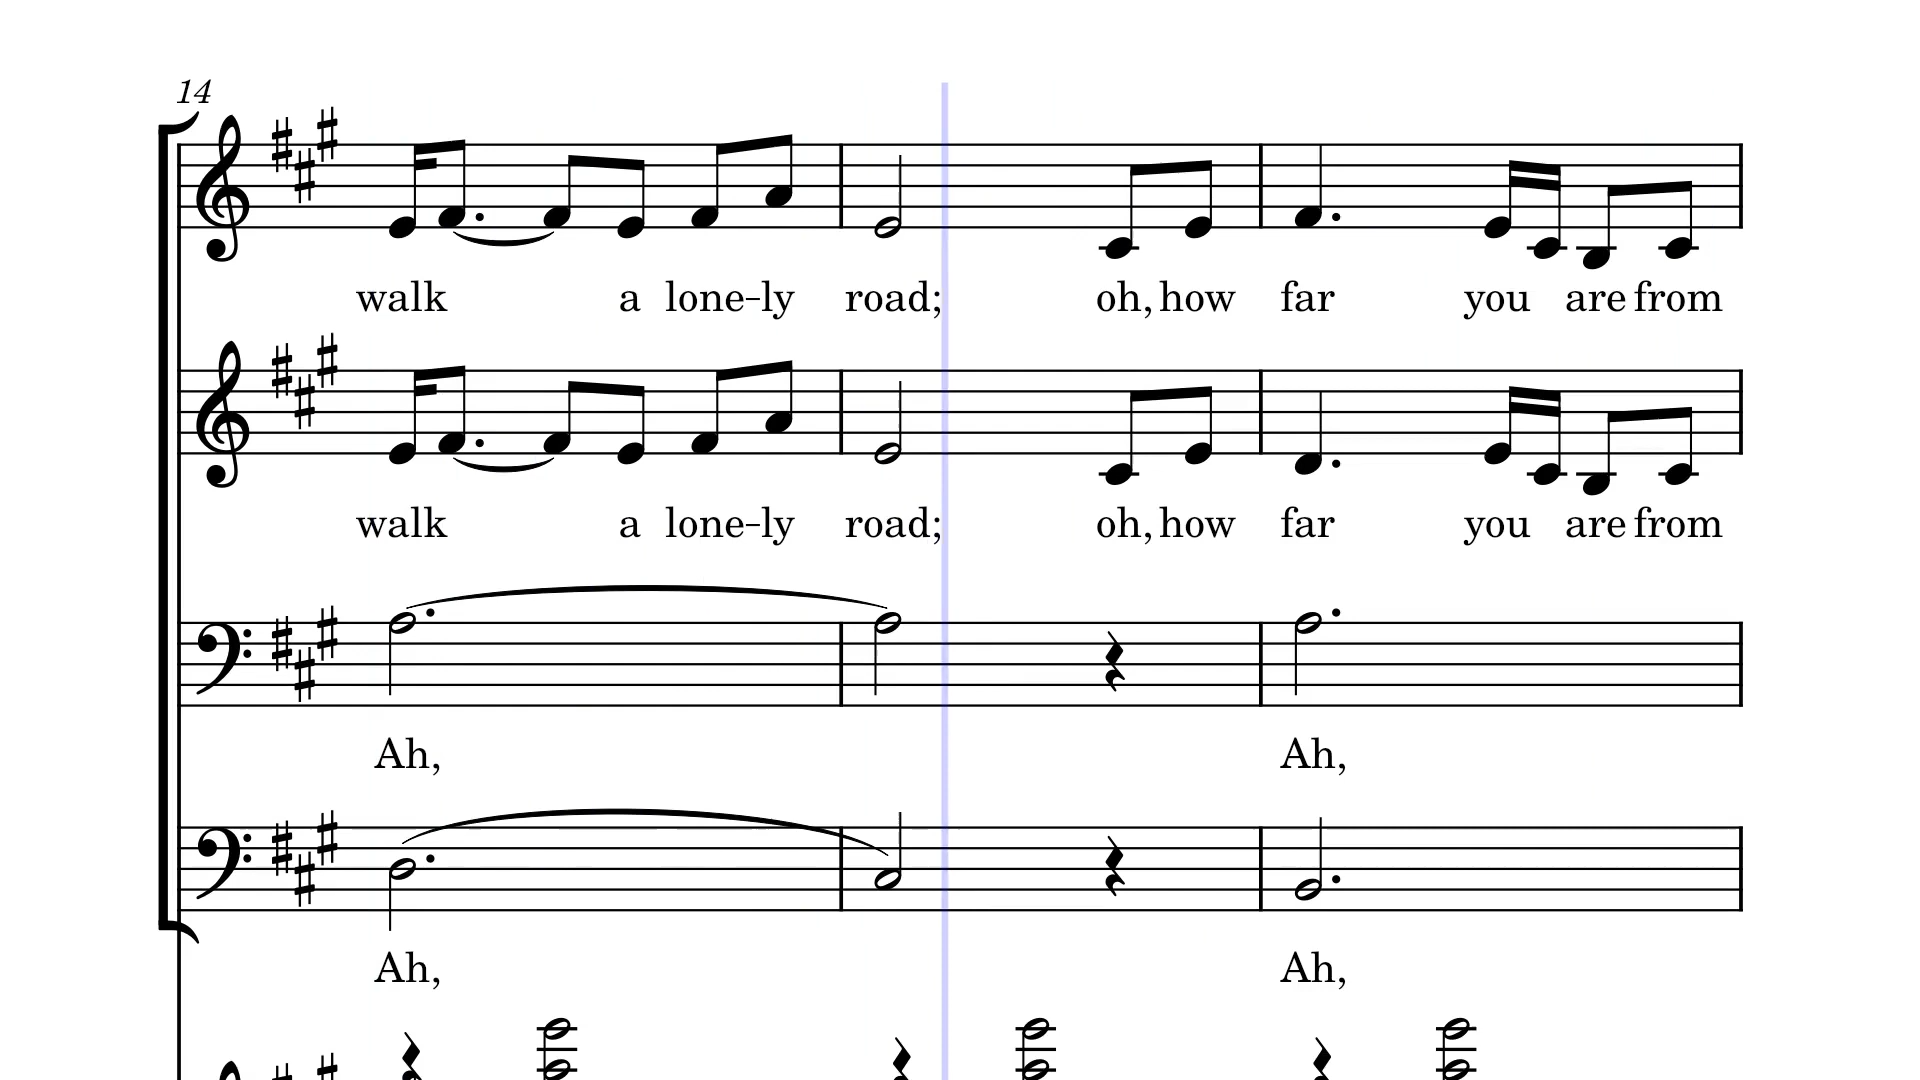 14
walk a lone-ly road; oh, how far you are from
walk a lone-ly road; oh, how far you are from
Ah, Ah,
Ah, Ah,